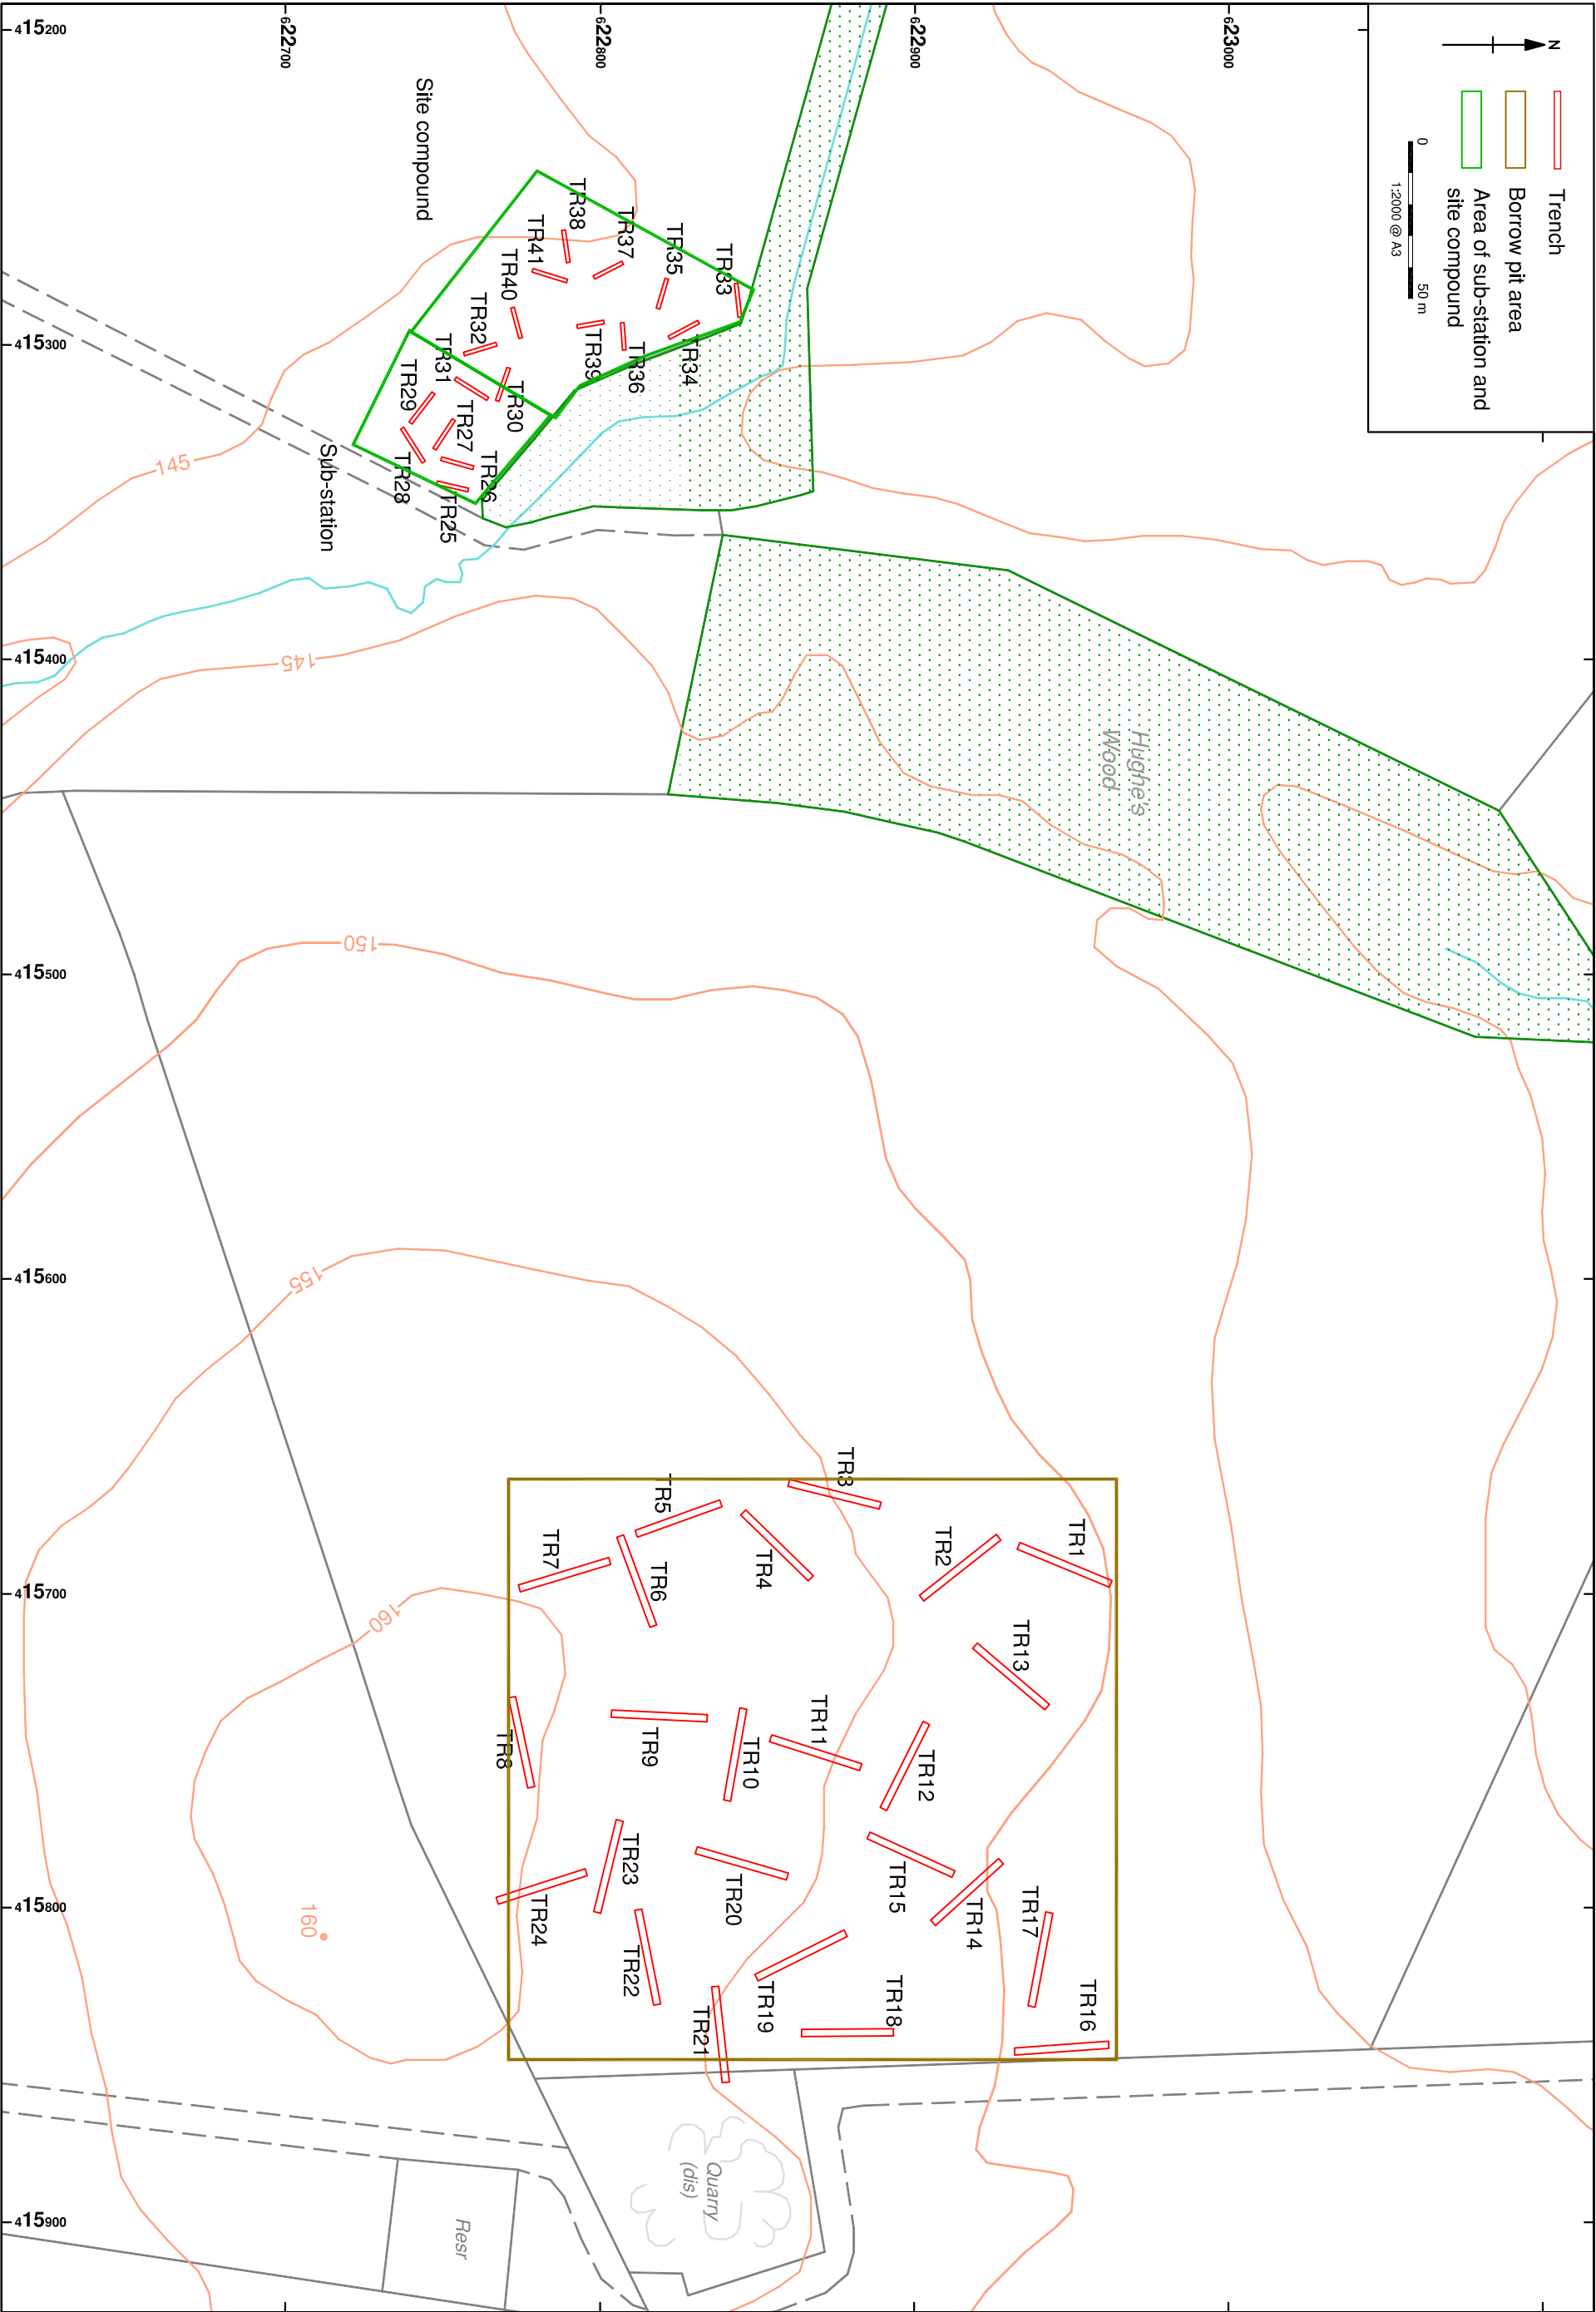 N
Trench
Borrow pit area
Area of sub-station and
site compound
0
50 m
1:2000 @ A3
415200
415300
415400
415500
415600
415700
415800
415900
622700
622800
622900
623000
Site compound
Sub-station
Hughe's
Wood
Quarry
(dis)
Resr
145
145
150
155
160
160
TR1
TR2
TR3
TR4
TR5
TR6
TR7
TR8
TR9
TR10
TR11
TR12
TR13
TR14
TR15
TR16
TR17
TR18
TR19
TR20
TR21
TR22
TR23
TR24
TR25
TR26
TR27
TR28
TR29
TR30
TR31
TR32
TR33
TR34
TR35
TR36
TR37
TR38
TR39
TR40
TR41